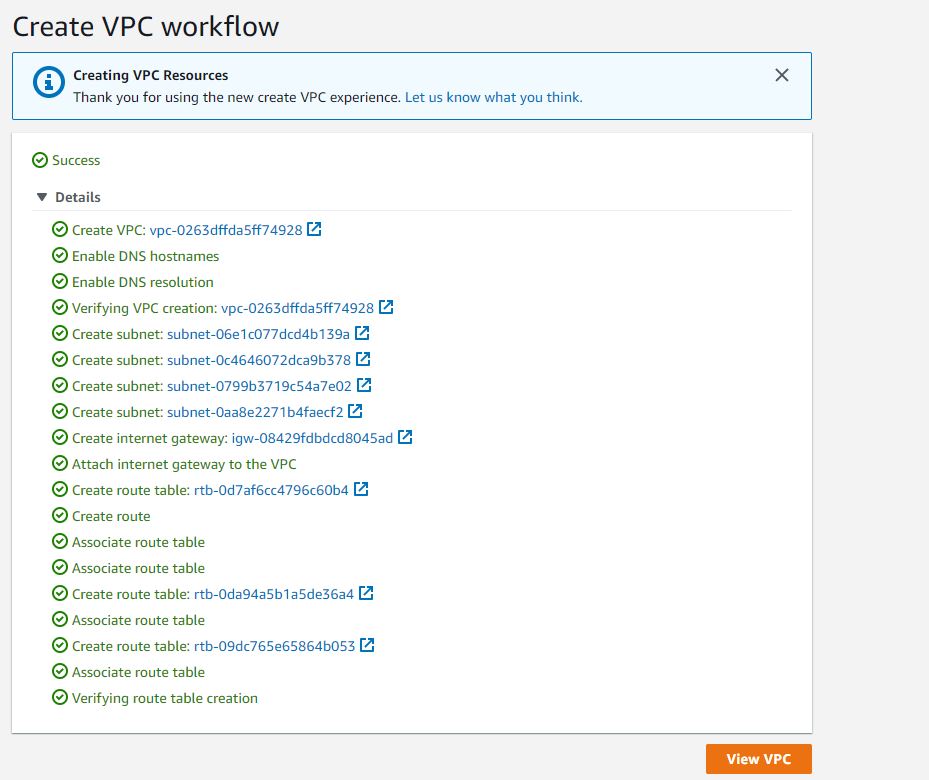 Create VPC workflow
Creating VPC Resources
Thank you for using the new create VPC experience. Let us know what you think.
Success
Details
Create VPC: vpc-0263dffda5ff74928
Enable DNS hostnames
Enable DNS resolution
Verifying VPC creation: vpc-0263dffda5ff74928
Create subnet: subnet-06e1c077dcd4b139a
Create subnet: subnet-0c4646072dca9b378
Create subnet: subnet-0799b3719c54a7e02
Create subnet: subnet-0aa8e2271b4faecf2
Create internet gateway: igw-08429fdbdcd8045ad
Attach internet gateway to the VPC
Create route table: rtb-0d7af6cc4796c60b4
Create route
Associate route table
Associate route table
Create route table: rtb-0da94a5b1a5de36a4
Associate route table
Create route table: rtb-09dc765e65864b053
Associate route table
Verifying route table creation
View VPC